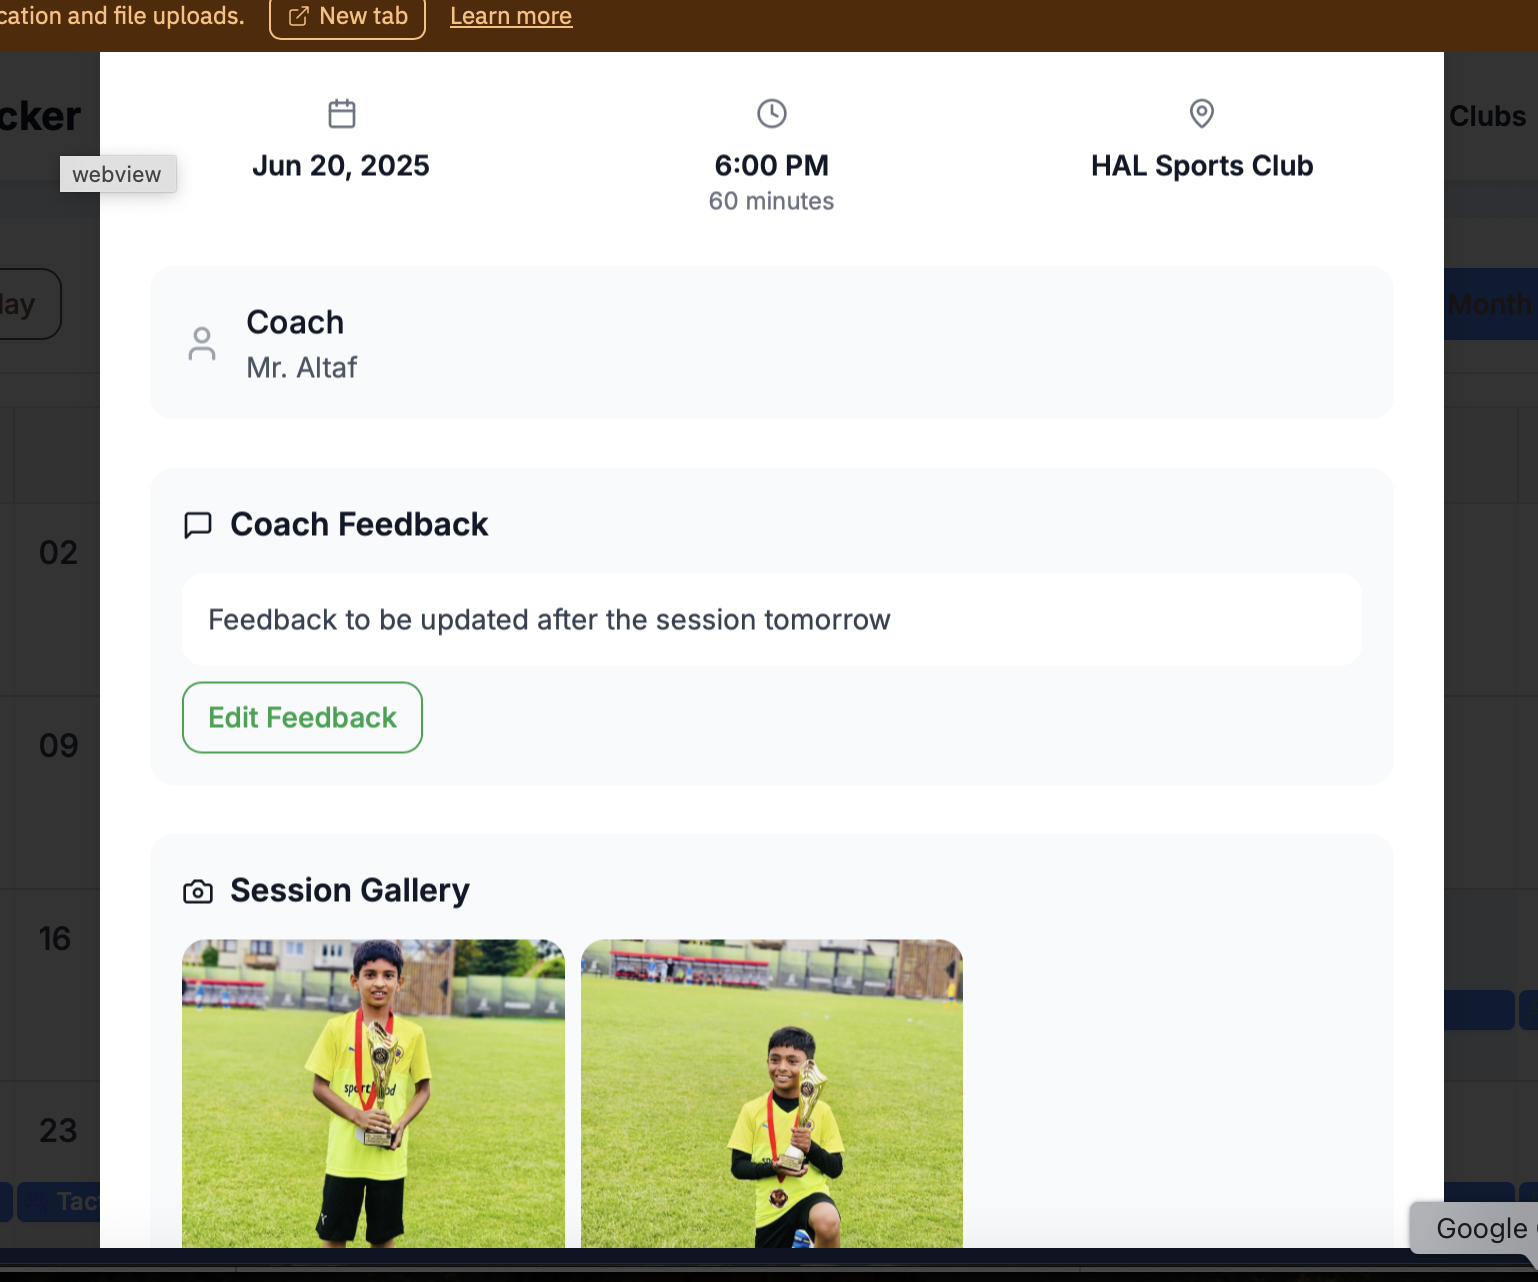 cation and file uploads. New tab Learn more
cker
Clubs
webview
Jun 20, 2025
6:00 PM
60 minutes
HAL Sports Club
lay
Month
Coach
Mr. Altaf
Coach Feedback
02
Feedback to be updated after the session tomorrow
Edit Feedback
09
Session Gallery
16
23
Tact
Google